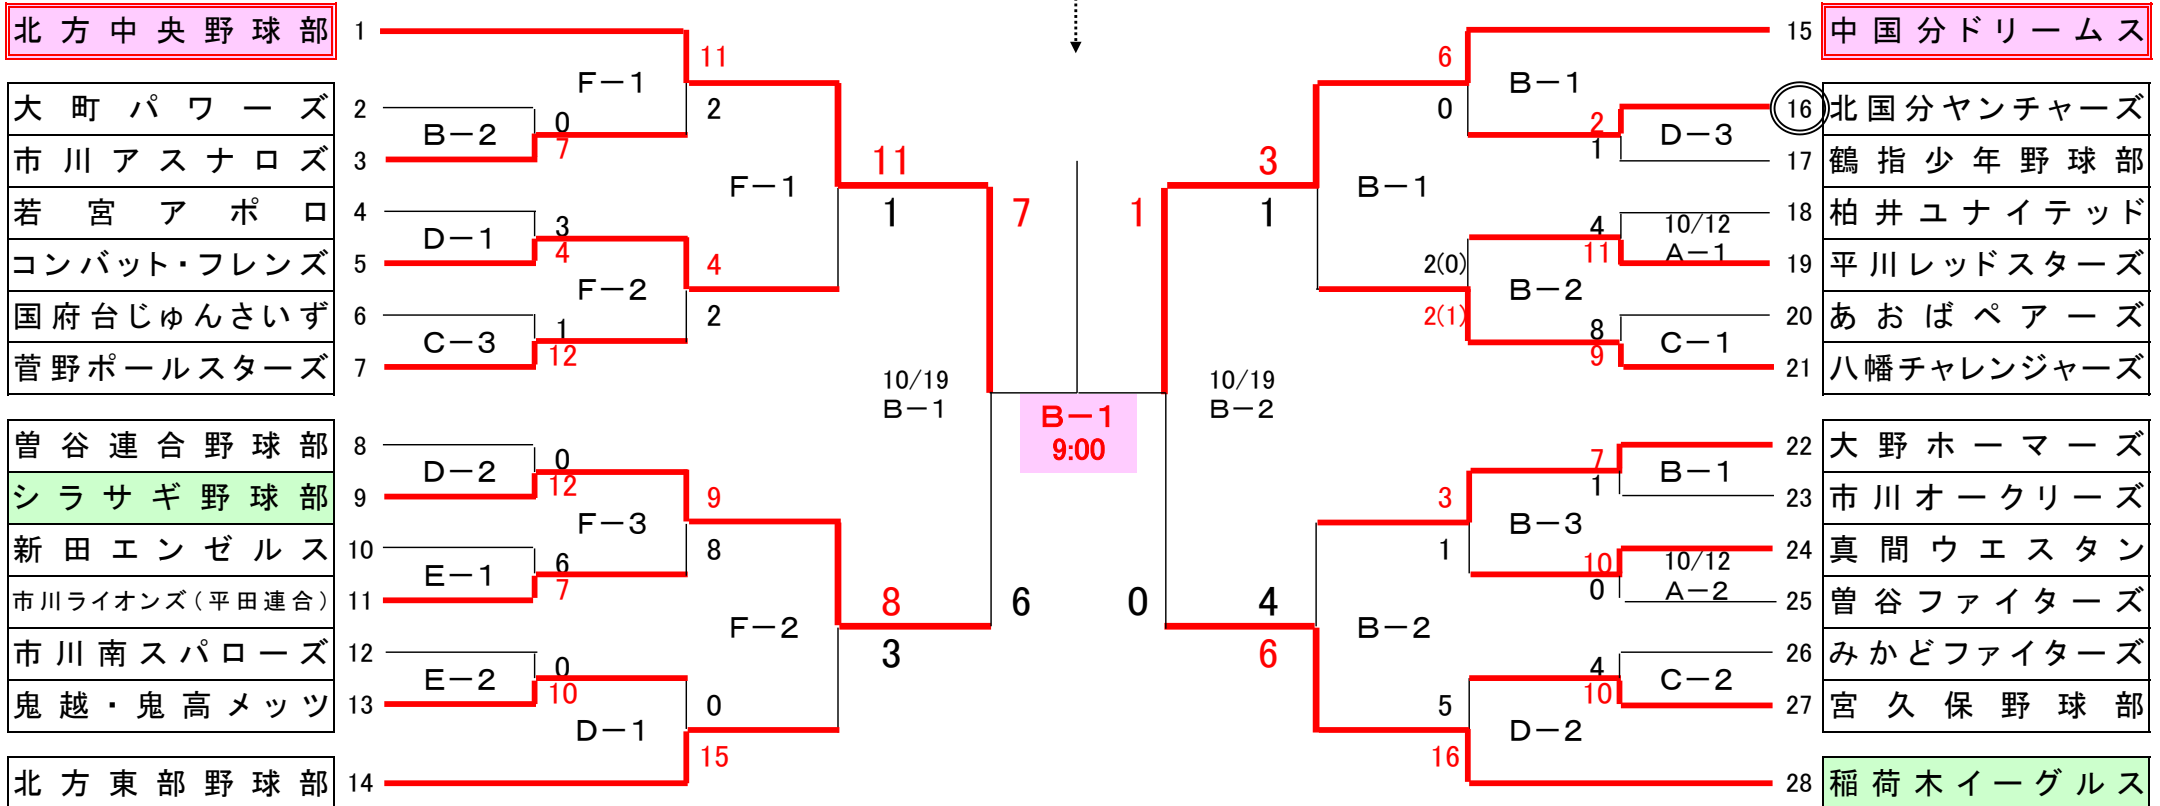 北方中央野球部 1
大町パワーズ 2
市川アスナロズ 3
若宮アポロ 4
コンバット・フレンズ 5
国府台じゅんさいず 6
菅野ポールスターズ 7
曽谷連合野球部 8
シラサギ野球部 9
新田エンゼルス 10
市川ライオンズ(平田連合) 11
市川南スパローズ 12
鬼越・鬼高メッツ 13
北方東部野球部 14
B-2
0
7
D-1
3
4
C-3
1
12
D-2
0
12
E-1
6
7
E-2
0
10
F-1
11
2
F-2
4
2
F-3
9
8
D-1
0
15
F-1
11
1
F-2
8
3
10/19
B-1
7
6
B-1
9:00
1
0
10/19
B-2
3
1
B-1
4
6
B-2
6
0
B-1
2(0)
2(1)
B-2
3
1
B-3
5
16
D-2
2
1
D-3
4
11
10/12
A-1
8
9
C-1
7
1
B-1
10
0
10/12
A-2
4
10
C-2
15 中国分ドリームス
16 北国分ヤンチャーズ
17 鶴指少年野球部
18 柏井ユナイテッド
19 平川レッドスターズ
20 あおばペアーズ
21 八幡チャレンジャーズ
22 大野ホーマーズ
23 市川オークリーズ
24 真間ウエスタン
25 曽谷ファイターズ
26 みかどファイターズ
27 宮久保野球部
28 稲荷木イーグルス